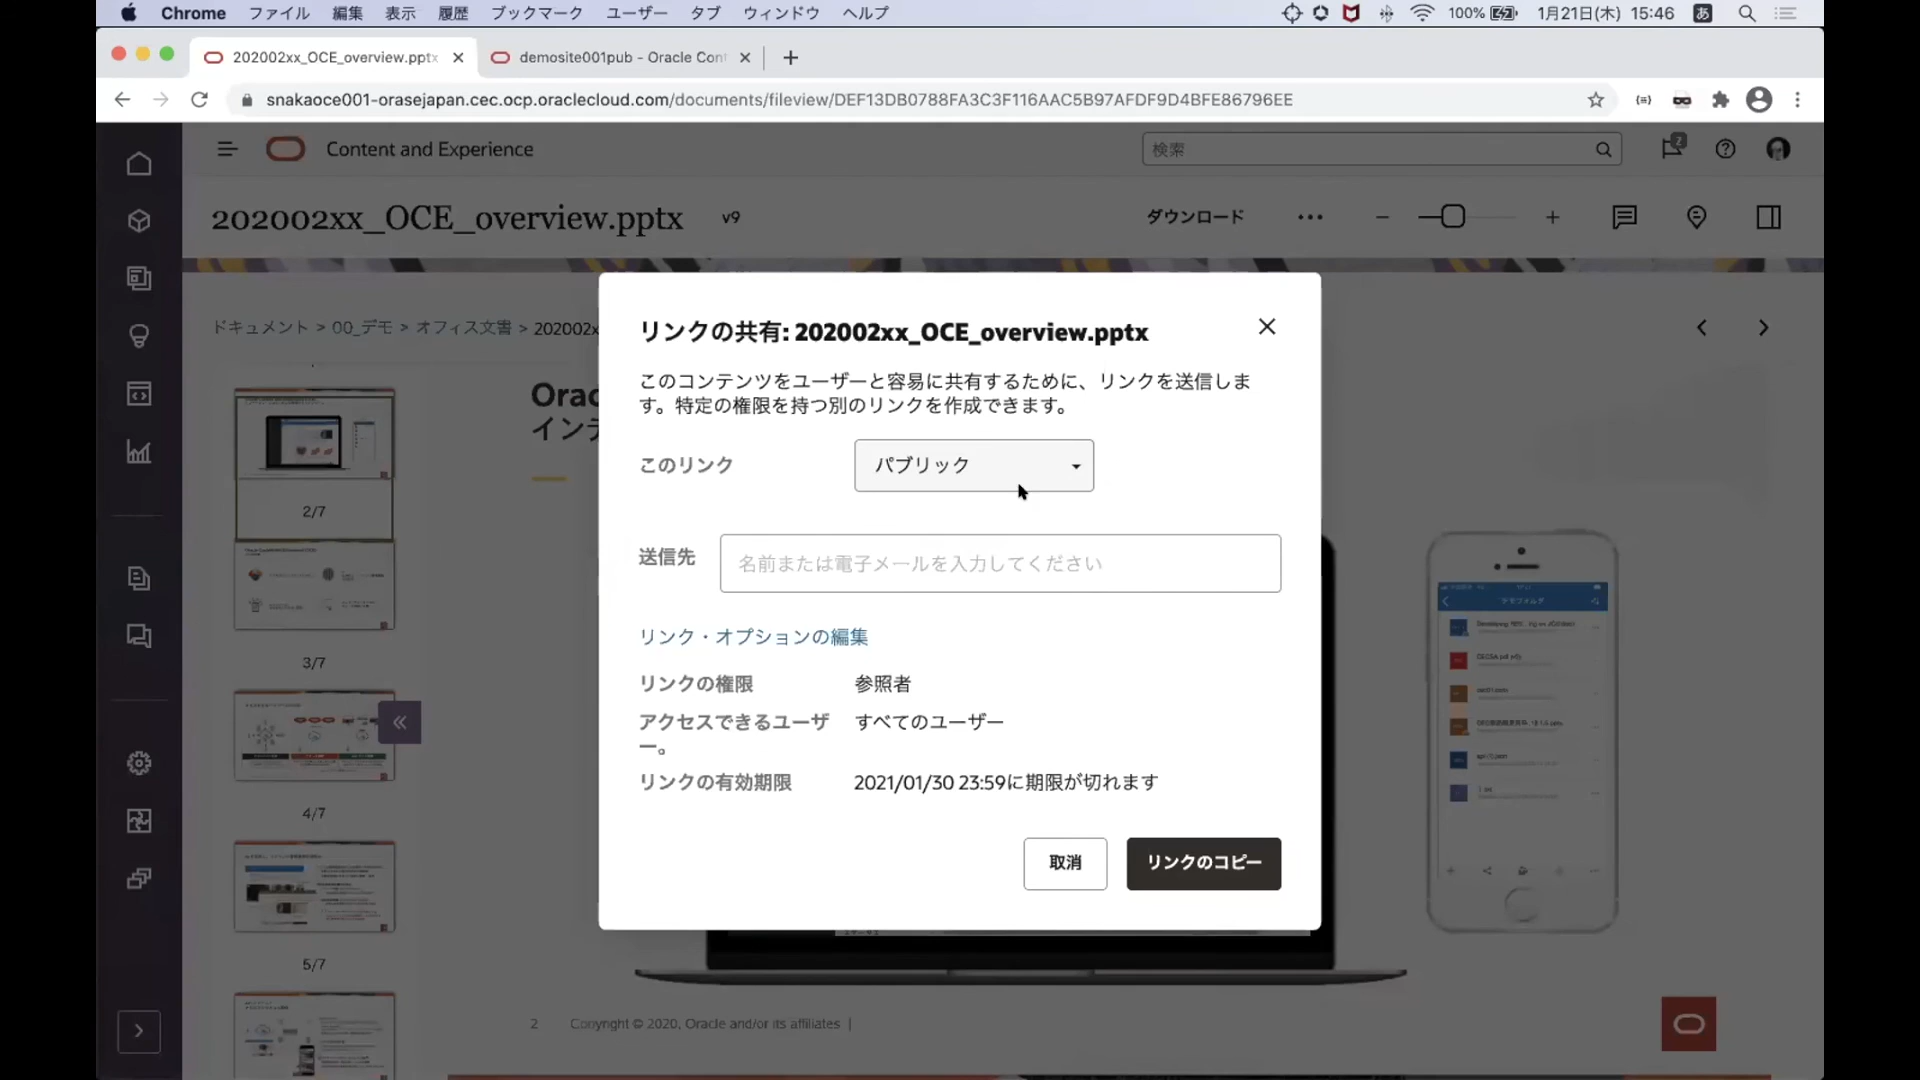 Chrome ファイル 編集 表示 履歴 ブックマーク ユーザー タブ ウィンドウ ヘルプ 100% 1月21日(木) 15:46 あ
202002xx_OCE_overview.pptx demosite001pub - Oracle Cont
snakaoce001-orasejapan.cec.ocp.oraclecloud.com/documents/fileview/DEF13DB0788FA3C3F116AAC5B97AFDF9D4BFE86796EE
Content and Experience 検索 2
202002xx_OCE_overview.pptx v9 ダウンロード
ドキュメント > 00_デモ > オフィス文書 > 202002x
Orac
インテ
2/7
3/7
4/7
5/7
リンクの共有: 202002xx_OCE_overview.pptx
このコンテンツをユーザーと容易に共有するために、リンクを送信しま
す。特定の権限を持つ別のリンクを作成できます。
このリンク パブリック
送信先 名前または電子メールを入力してください
リンク・オプションの編集
リンクの権限 参照者
アクセスできるユーザ すべてのユーザー
ー。
リンクの有効期限 2021/01/30 23:59に期限が切れます
取消 リンクのコピー
デモフォルダ
2 Copyright © 2020, Oracle and/or its affiliates |